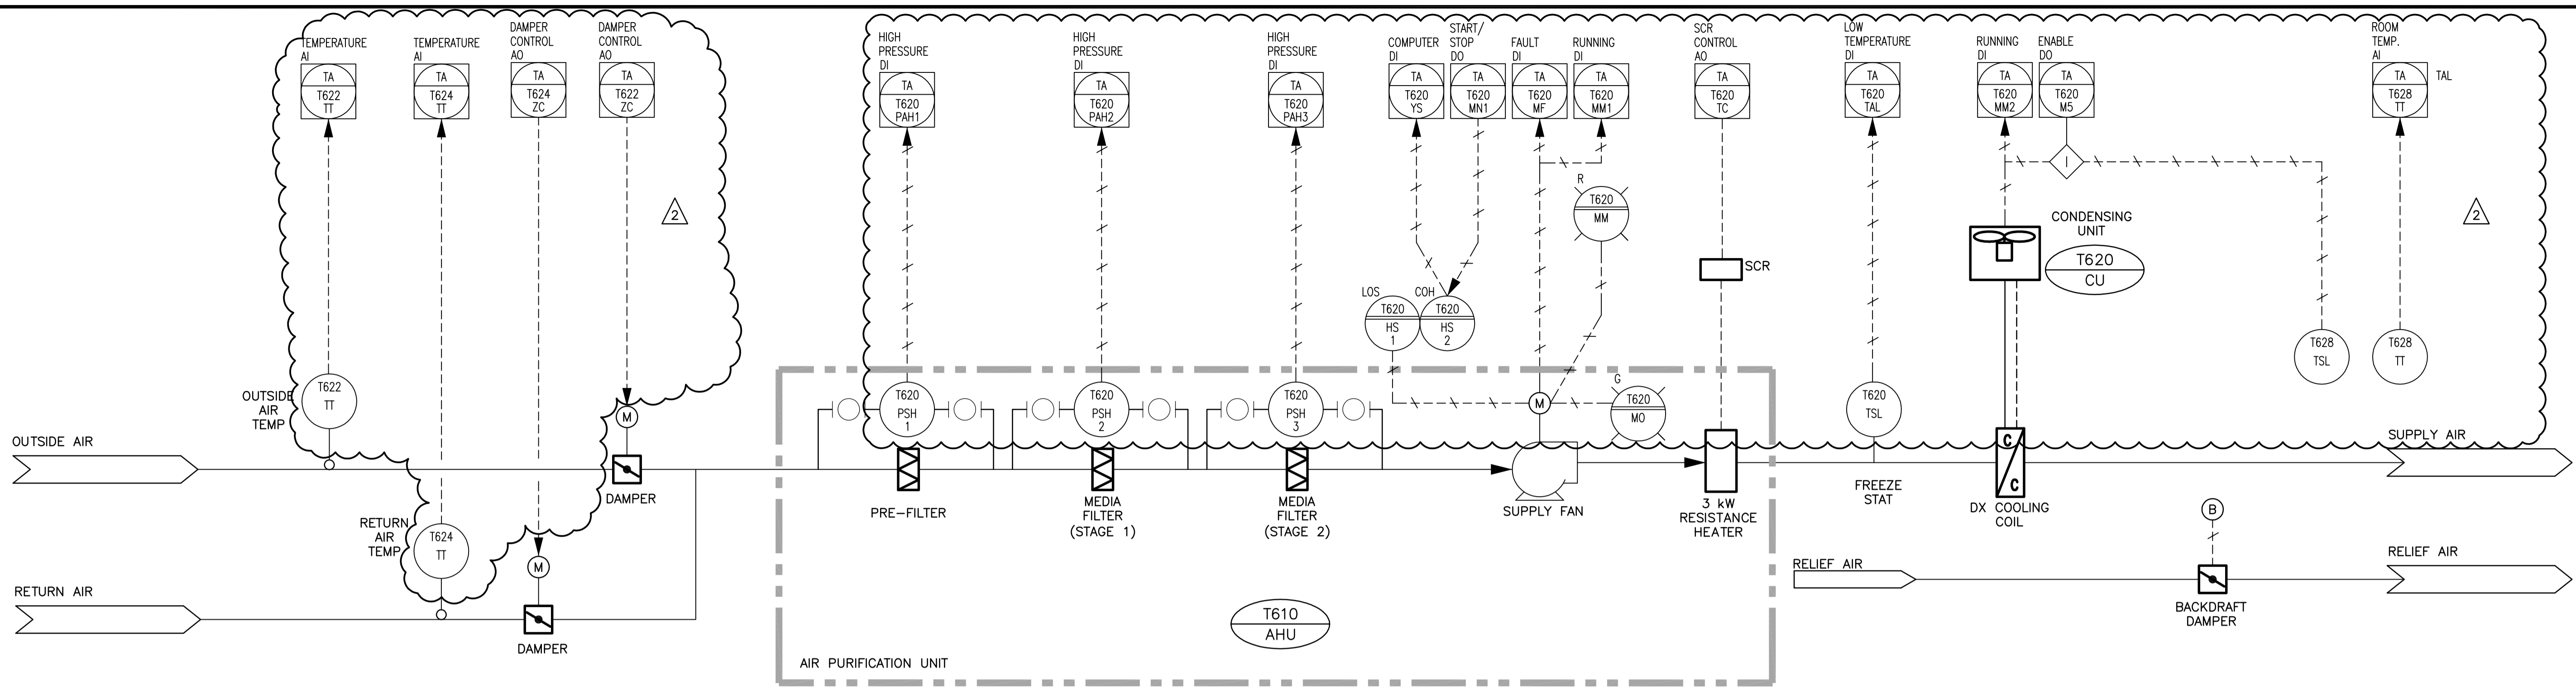 TEMPERATURE
AI
TA
T622
TT
TEMPERATURE
AI
TA
T624
TT
DAMPER
CONTROL
AO
TA
T624
ZC
DAMPER
CONTROL
AO
TA
T622
ZC
2
HIGH
PRESSURE
DI
TA
T620
PAH1
HIGH
PRESSURE
DI
TA
T620
PAH2
HIGH
PRESSURE
DI
TA
T620
PAH3
COMPUTER
DI
TA
T620
YS
START/
STOP
DO
TA
T620
MN1
FAULT
DI
TA
T620
MF
RUNNING
DI
TA
T620
MM1
SCR
CONTROL
AO
TA
T620
TC
LOW
TEMPERATURE
DI
TA
T620
TAL
RUNNING
DI
TA
T620
MM2
ENABLE
DO
TA
T620
M5
ROOM
TEMP.
AI
TA
T628
TT
TAL
I
2
R
T620
MM
CONDENSING
UNIT
T620
CU
SCR
LOS
T620
HS
1
COH
T620
HS
2
T628
TSL
T628
TT
OUTSIDE
AIR
TEMP
T622
TT
M
T620
PSH
1
T620
PSH
2
T620
PSH
3
M
G
T620
MO
T620
TSL
OUTSIDE AIR
DAMPER
PRE-FILTER
MEDIA
FILTER
(STAGE 1)
MEDIA
FILTER
(STAGE 2)
SUPPLY FAN
3 kW
RESISTANCE
HEATER
FREEZE
STAT
C
C
DX COOLING
COIL
SUPPLY AIR
RETURN
AIR
TEMP
T624
TT
M
B
RETURN AIR
DAMPER
RELIEF AIR
BACKDRAFT
DAMPER
RELIEF AIR
T610
AHU
AIR PURIFICATION UNIT